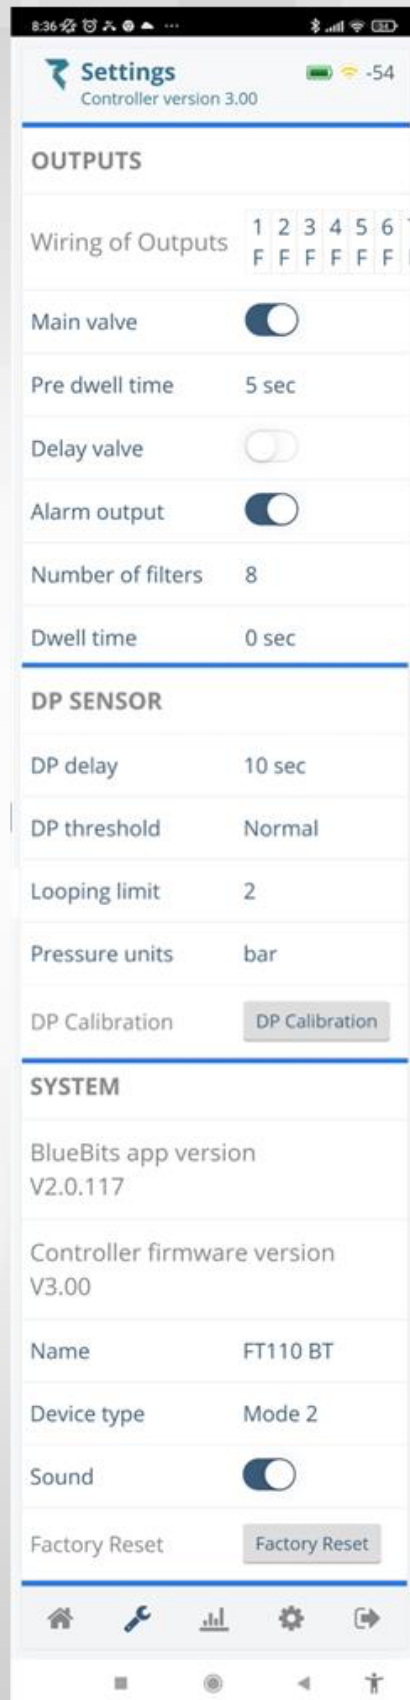 8:36
54
Settings
-54
Controller version 3.00
OUTPUTS
Wiring of Outputs
1 2 3 4 5 6
F F F F F F
Main valve
Pre dwell time 5 sec
Delay valve
Alarm output
Number of filters 8
Dwell time 0 sec
DP SENSOR
DP delay 10 sec
DP threshold Normal
Looping limit 2
Pressure units bar
DP Calibration DP Calibration
SYSTEM
BlueBits app version
V2.0.117
Controller firmware version
V3.00
Name FT110 BT
Device type Mode 2
Sound
Factory Reset Factory Reset